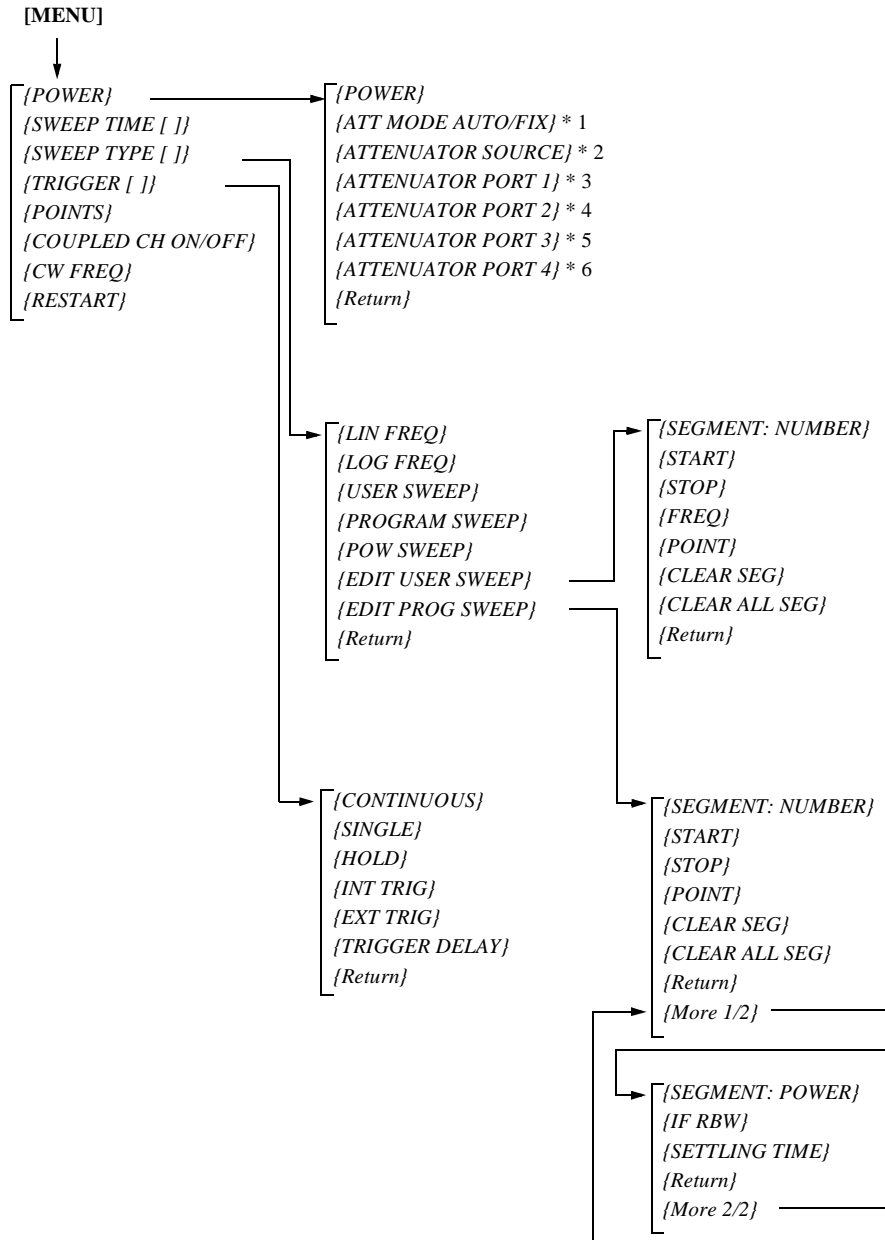 [MENU]
{POWER}
{SWEEP TIME [ ]}
{SWEEP TYPE [ ]}
{TRIGGER [ ]}
{POINTS}
{COUPLED CH ON/OFF}
{CW FREQ}
{RESTART}
{POWER}
{ATT MODE AUTO/FIX} * 1
{ATTENUATOR SOURCE} * 2
{ATTENUATOR PORT 1} * 3
{ATTENUATOR PORT 2} * 4
{ATTENUATOR PORT 3} * 5
{ATTENUATOR PORT 4} * 6
{Return}
{LIN FREQ}
{LOG FREQ}
{USER SWEEP}
{PROGRAM SWEEP}
{POW SWEEP}
{EDIT USER SWEEP}
{EDIT PROG SWEEP}
{Return}
{SEGMENT: NUMBER}
{START}
{STOP}
{FREQ}
{POINT}
{CLEAR SEG}
{CLEAR ALL SEG}
{Return}
{CONTINUOUS}
{SINGLE}
{HOLD}
{INT TRIG}
{EXT TRIG}
{TRIGGER DELAY}
{Return}
{SEGMENT: NUMBER}
{START}
{STOP}
{POINT}
{CLEAR SEG}
{CLEAR ALL SEG}
{Return}
{More 1/2}
{SEGMENT: POWER}
{IF RBW}
{SETTLING TIME}
{Return}
{More 2/2}